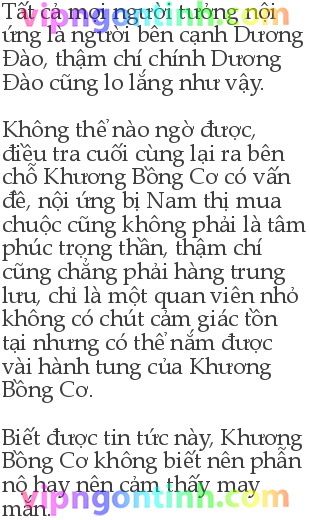 Tất cả mọi người tưởng nội
ứng là người bên cạnh Dương
Đào, thậm chí chính Dương
Đào cũng lo lắng như vậy.

Không thể nào ngờ được,
điều tra cuối cùng lại ra bên
chỗ Khương Bồng Cơ có vấn
đề, nội ứng bị Nam thị mua
chuộc cũng không phải là tâm
phúc trọng thần, thậm chí
cũng chẳng phải hàng trung
lưu, chỉ là một quan viên nhỏ
không có chút cảm giác tồn
tại nhưng có thể nắm được
vài hành tung của Khương
Bồng Cơ.

Biết được tin tức này, Khương
Bồng Cơ không biết nên phẫn
nộ hay nên cảm thấy may
mắn.
vipngontinh.com
vipngontinh.com